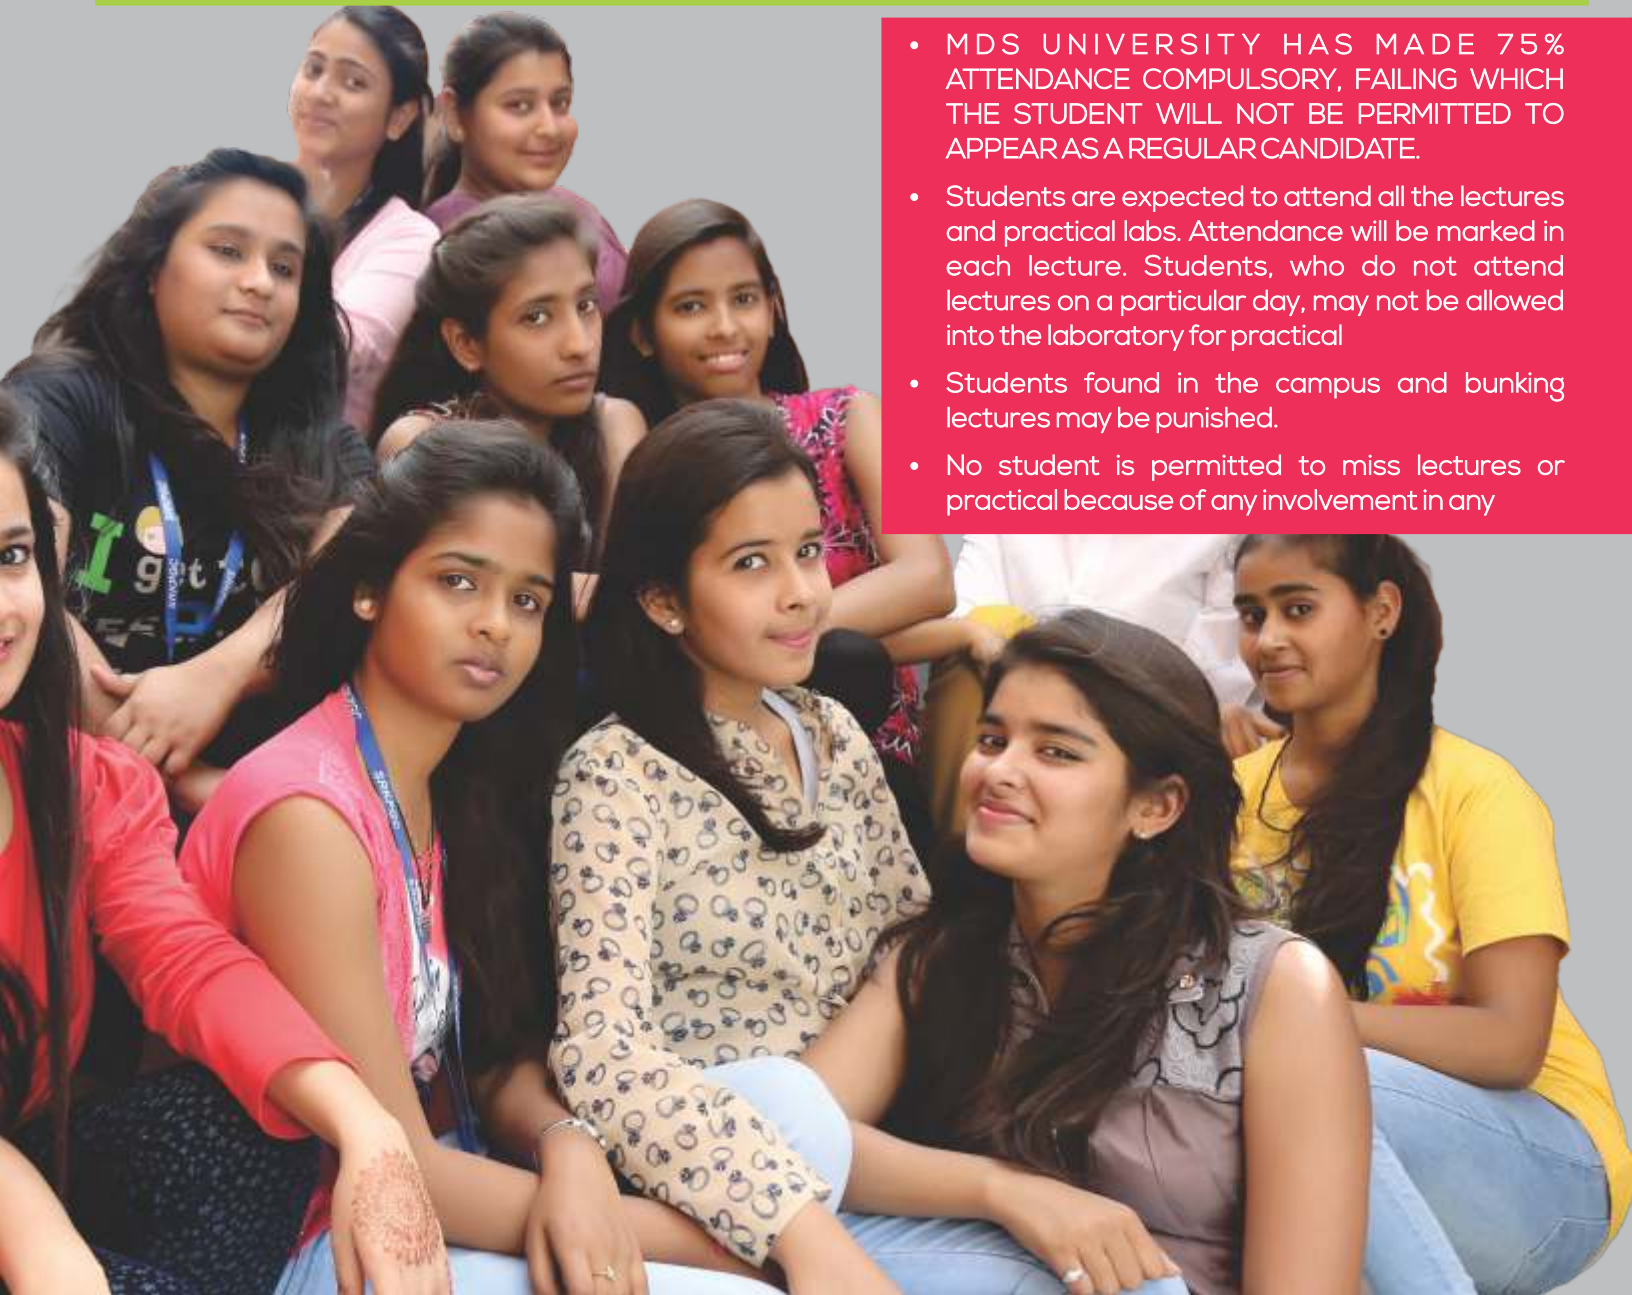 • MDS UNIVERSITY HAS MADE 75%
ATTENDANCE COMPULSORY, FAILING WHICH
THE STUDENT WILL NOT BE PERMITTED TO
APPEAR AS A REGULAR CANDIDATE.
• Students are expected to attend all the lectures
and practical labs. Attendance will be marked in
each lecture. Students, who do not attend
lectures on a particular day, may not be allowed
into the laboratory for practical
• Students found in the campus and bunking
lectures may be punished.
• No student is permitted to miss lectures or
practical because of any involvement in any
I
get